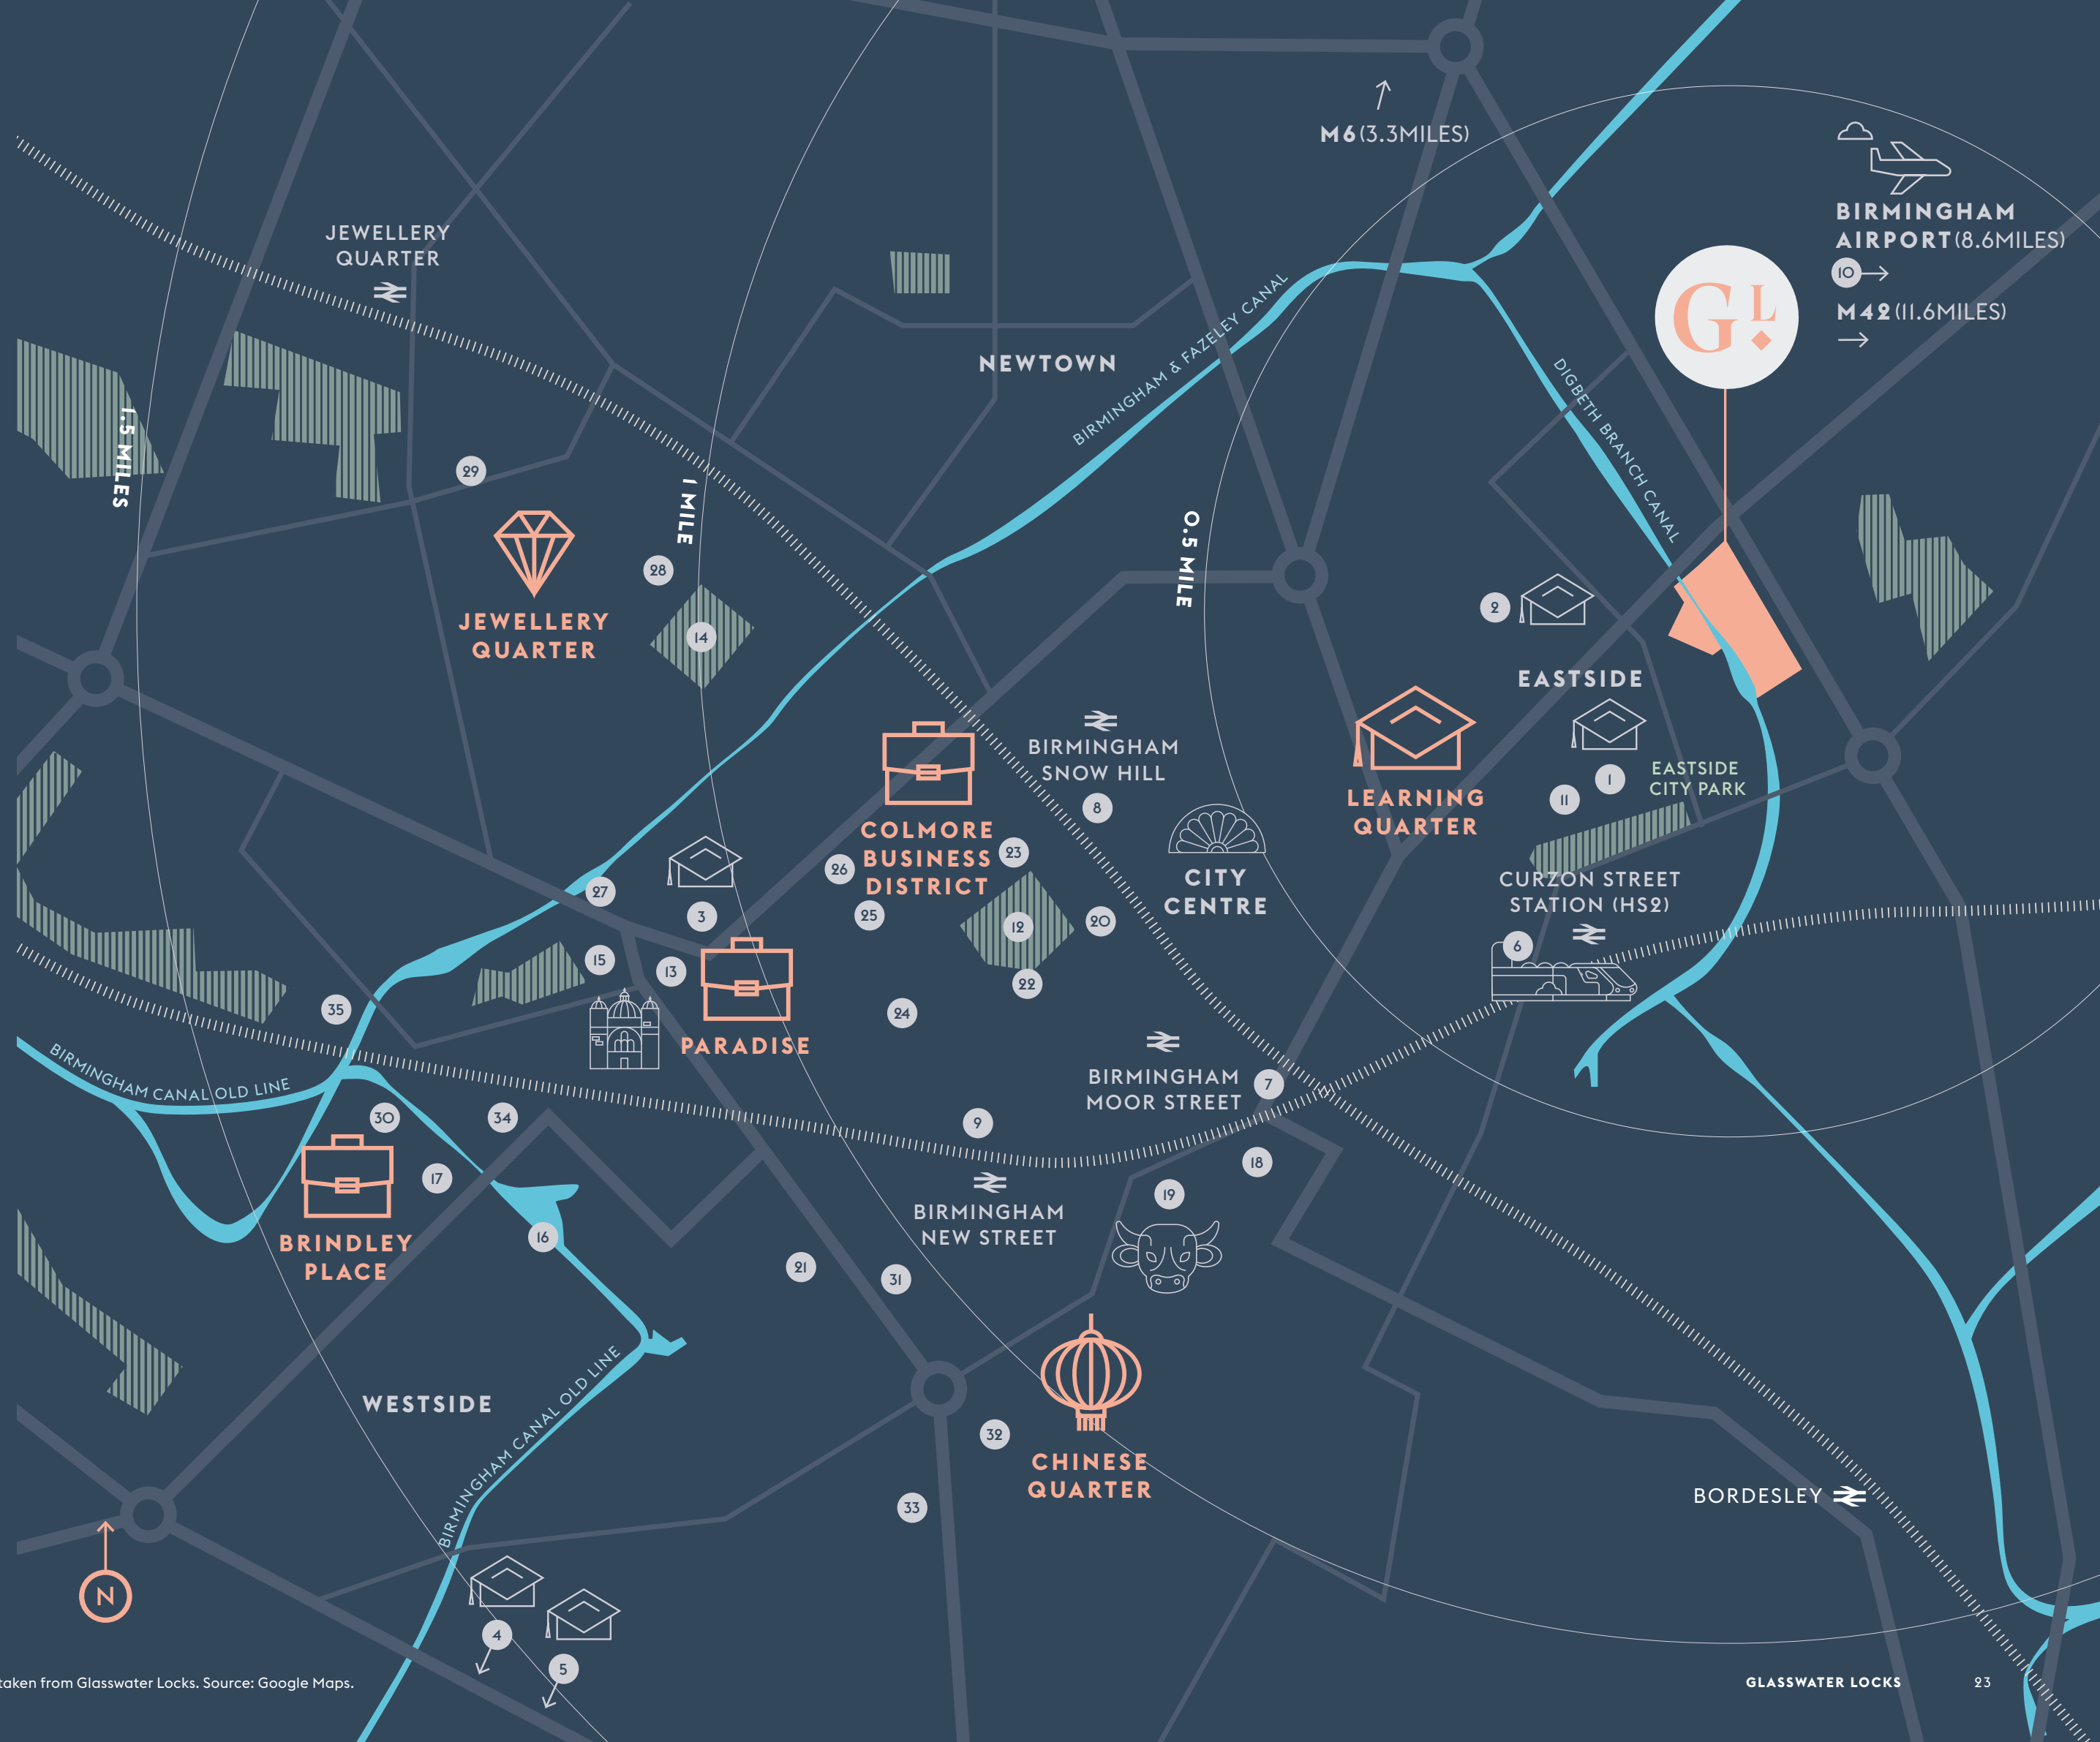 M6 (3.3MILES)
BIRMINGHAM
AIRPORT (8.6MILES)
10
M42 (11.6MILES)
GL
JEWELLERY
QUARTER
NEWTOWN
BIRMINGHAM & FAZELEY CANAL
DIGBETH BRANCH CANAL
1.5 MILES
1 MILE
0.5 MILE
29
28
14
JEWELLERY
QUARTER
2
EASTSIDE
BIRMINGHAM
SNOW HILL
8
COLMORE
BUSINESS
DISTRICT
23
26
25
LEARNING
QUARTER
1
11
EASTSIDE
CITY PARK
CITY
CENTRE
CURZON STREET
STATION (HS2)
6
27
3
12
20
15
13
22
24
35
PARADISE
BIRMINGHAM CANAL OLD LINE
BIRMINGHAM
MOOR STREET
7
30
34
9
18
17
19
16
BRINDLEY
PLACE
BIRMINGHAM
NEW STREET
21
31
WESTSIDE
BIRMINGHAM CANAL OLD LINE
32
CHINESE
QUARTER
33
BORDESLEY
N
4
5
taken from Glasswater Locks. Source: Google Maps.
GLASSWATER LOCKS
23